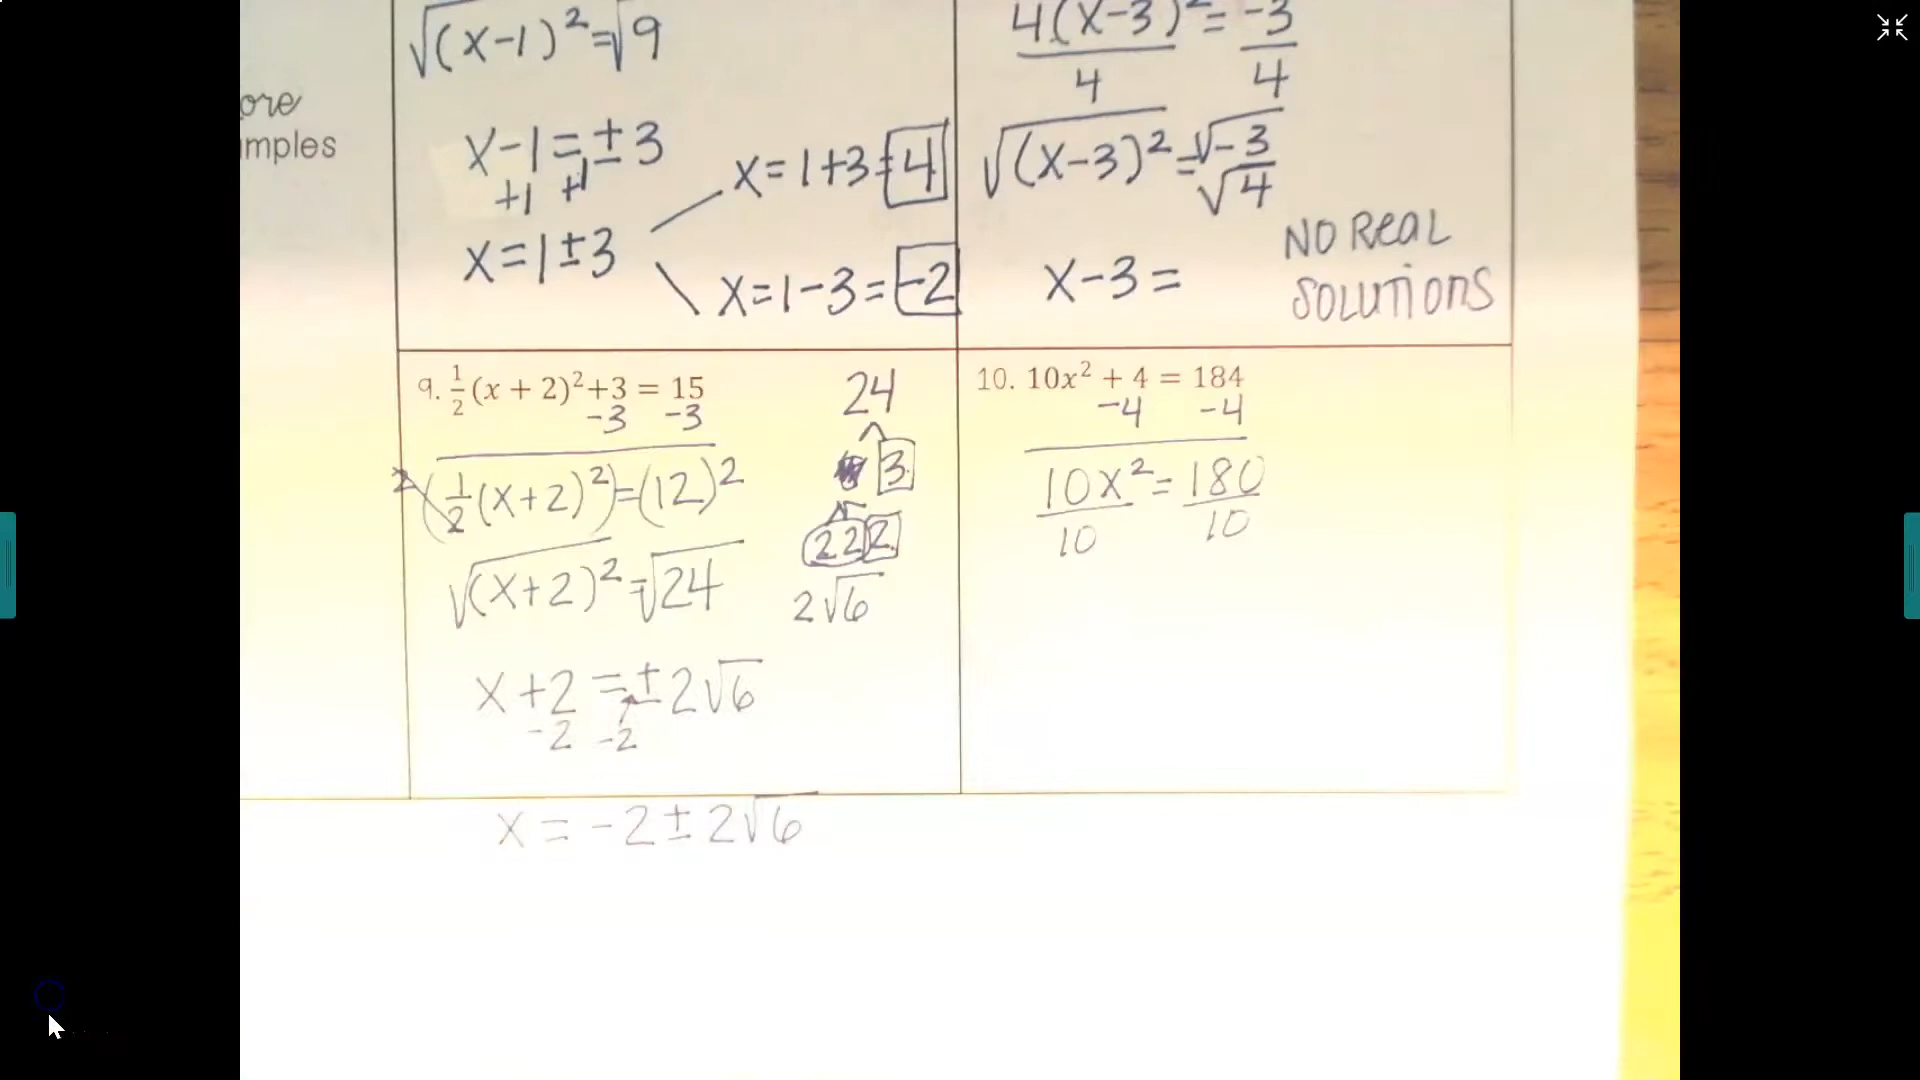 ore
mples
√(x-1)² = √9
x-1 = ±3
+1 +1
x = 1 ± 3
x = 1+3 = 4
x = 1-3 = -2
4(x-3)² = -3
4 4
√(x-3)² = √-3
√4
x-3 =
NO Real
SOLUTIONS
9. 1/2(x + 2)²+3 = 15
-3 -3
2(1/2(x+2)²) = (12)2
√(x+2)² = √24
x+2 = ±2√6
-2 -2
x = -2 ± 2√6
24
3
2 2 2
2√6
10. 10x² + 4 = 184
-4 -4
10x² = 180
10 10